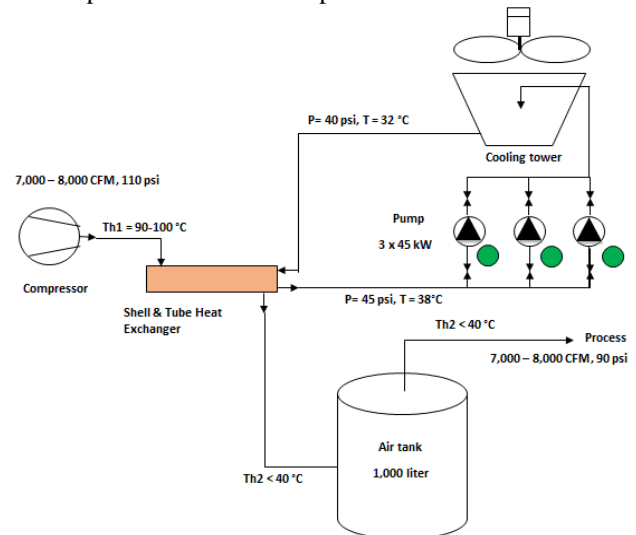 P= 40 psi, T = 32 °C
Cooling tower
7,000 – 8,000 CFM, 110 psi
Th1 = 90-100 °C
Pump
3 x 45 kW
Compressor
Shell & Tube Heat
Exchanger
P= 45 psi, T = 38°C
Th2 < 40 °C
Process
7,000 – 8,000 CFM, 90 psi
Air tank
1,000 liter
Th2 < 40 °C